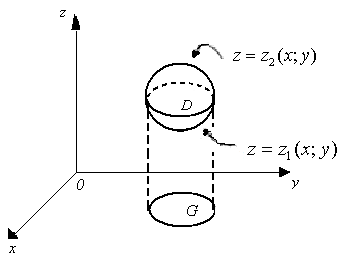 z
z = z₂(x; y)
D
z = z₁(x; y)
0
y
G
x